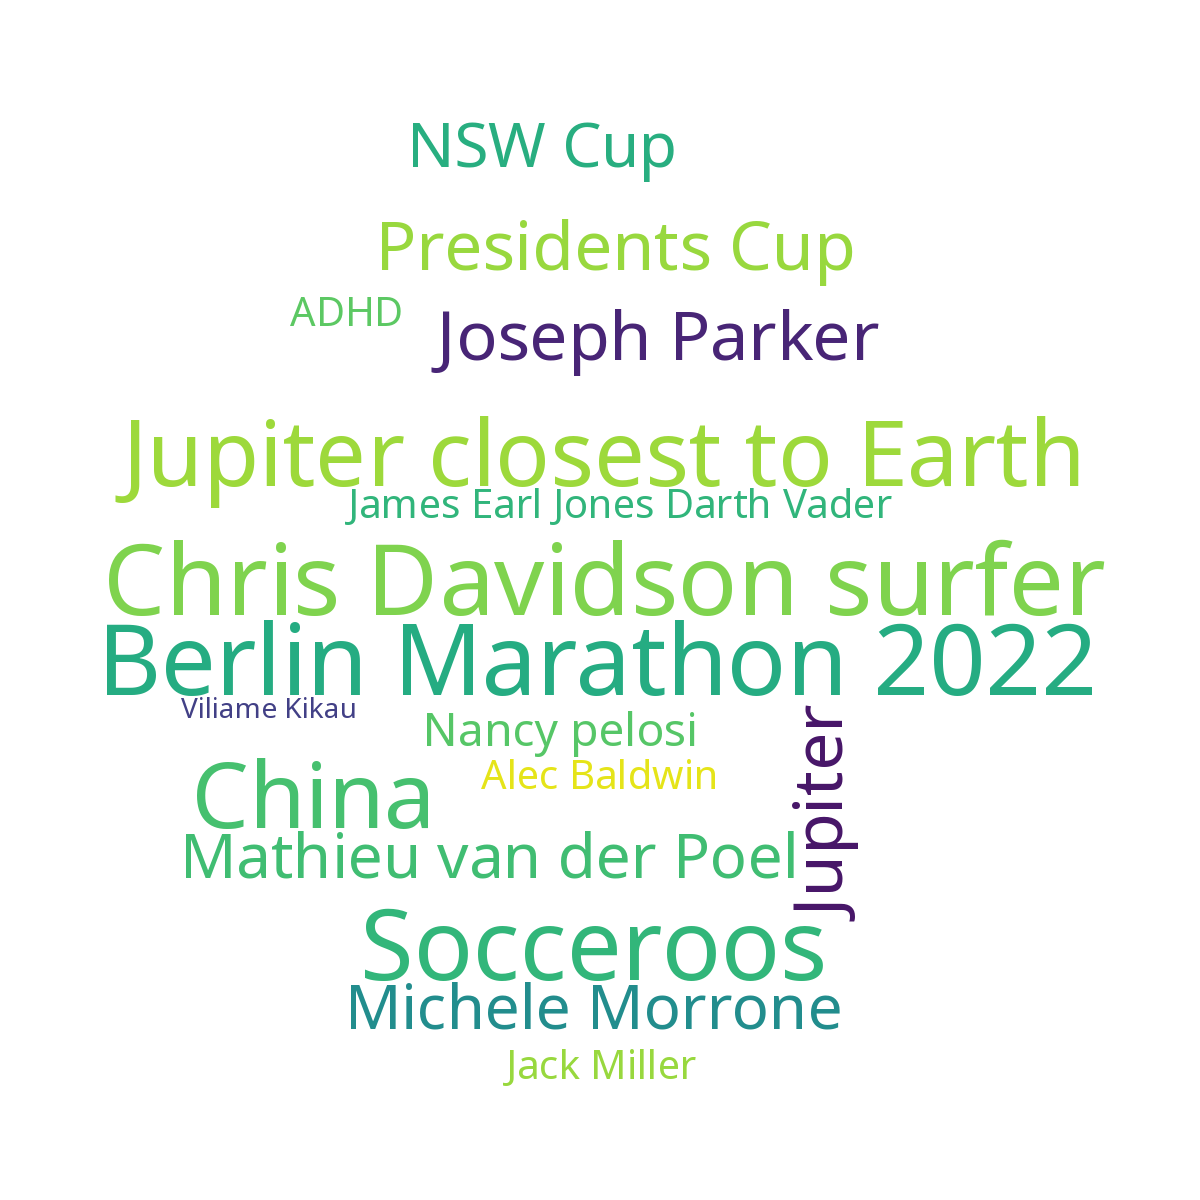 NSW Cup
Presidents Cup
ADHD
Joseph Parker
Jupiter closest to Earth
James Earl Jones Darth Vader
Chris Davidson surfer
Berlin Marathon 2022
Viliame Kikau
Nancy pelosi
Jupiter
China
Alec Baldwin
Mathieu van der Poel
Socceroos
Michele Morrone
Jack Miller